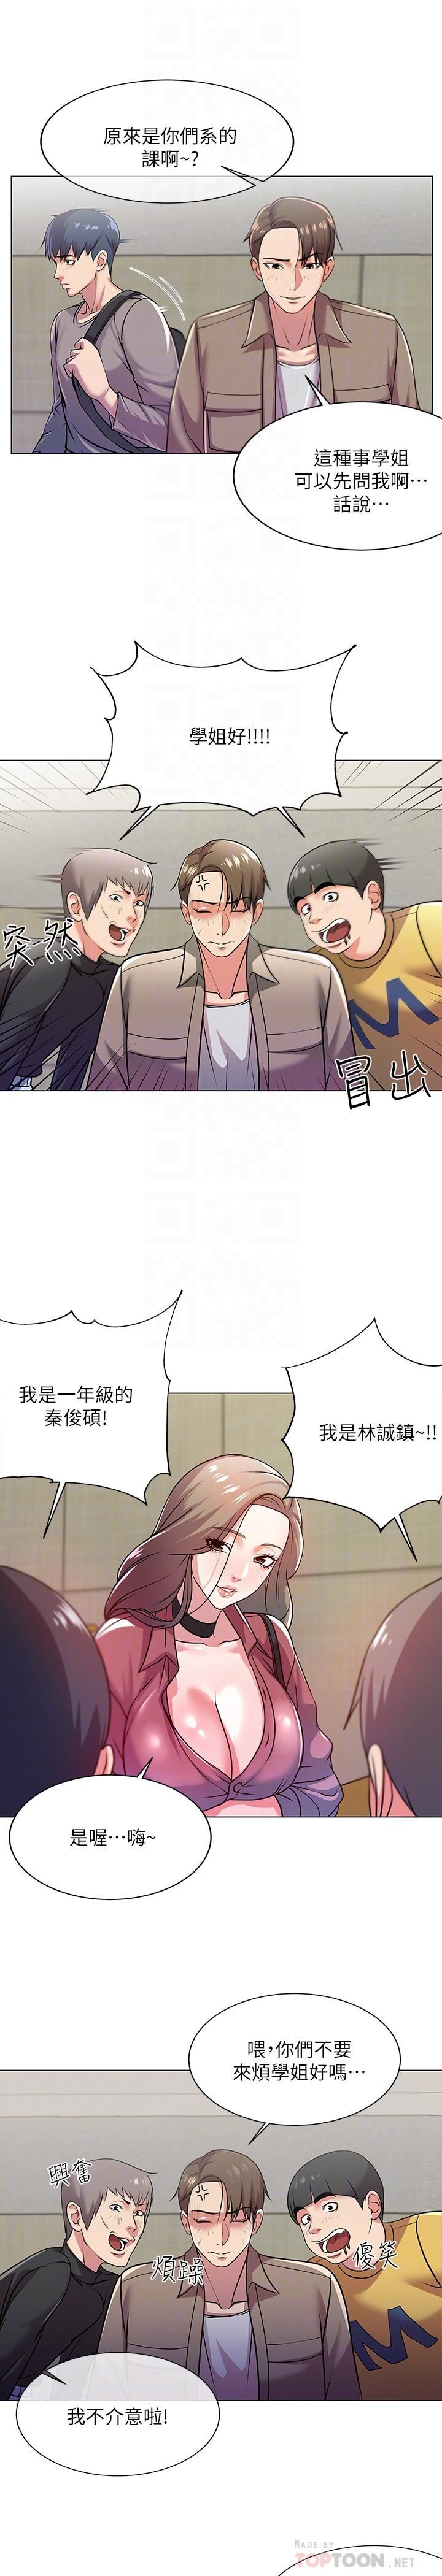 原來是你們系的
課啊~?
這種事學姐
可以先問我啊⋯
話說⋯
學姐好!!!!
突然
冒出
我是一年級的
秦俊碩!
我是林誠鎮~!!
是喔⋯嗨~
喂,你們不要
來煩學姐好嗎⋯
興奮
煩躁
傻笑
我不介意啦!
MADE BY
TOPTOON.NET